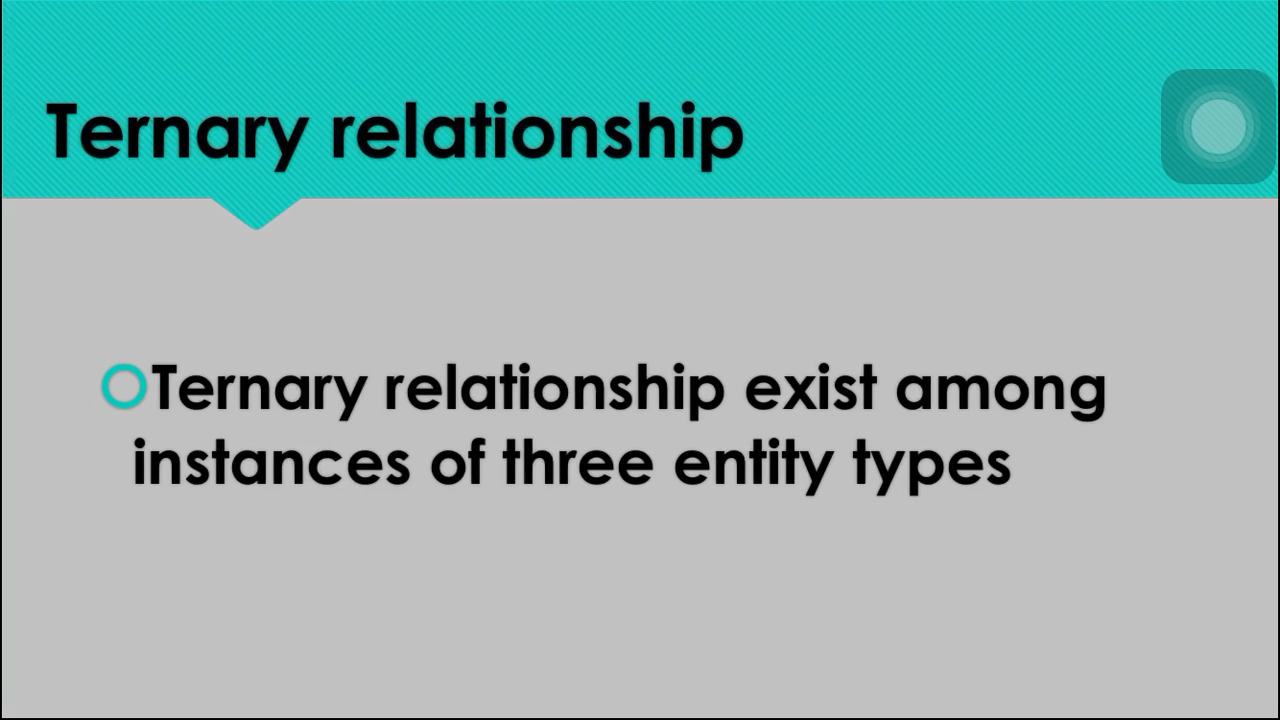 Ternary relationship
Ternary relationship exist among
instances of three entity types